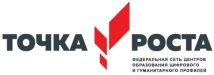 ТОЧКА РОСТА
ФЕДЕРАЛЬНАЯ СЕТЬ ЦЕНТРОВ
ОБРАЗОВАНИЯ ЦИФРОВОГО
И ГУМАНИТАРНОГО ПРОФИЛЕЙ